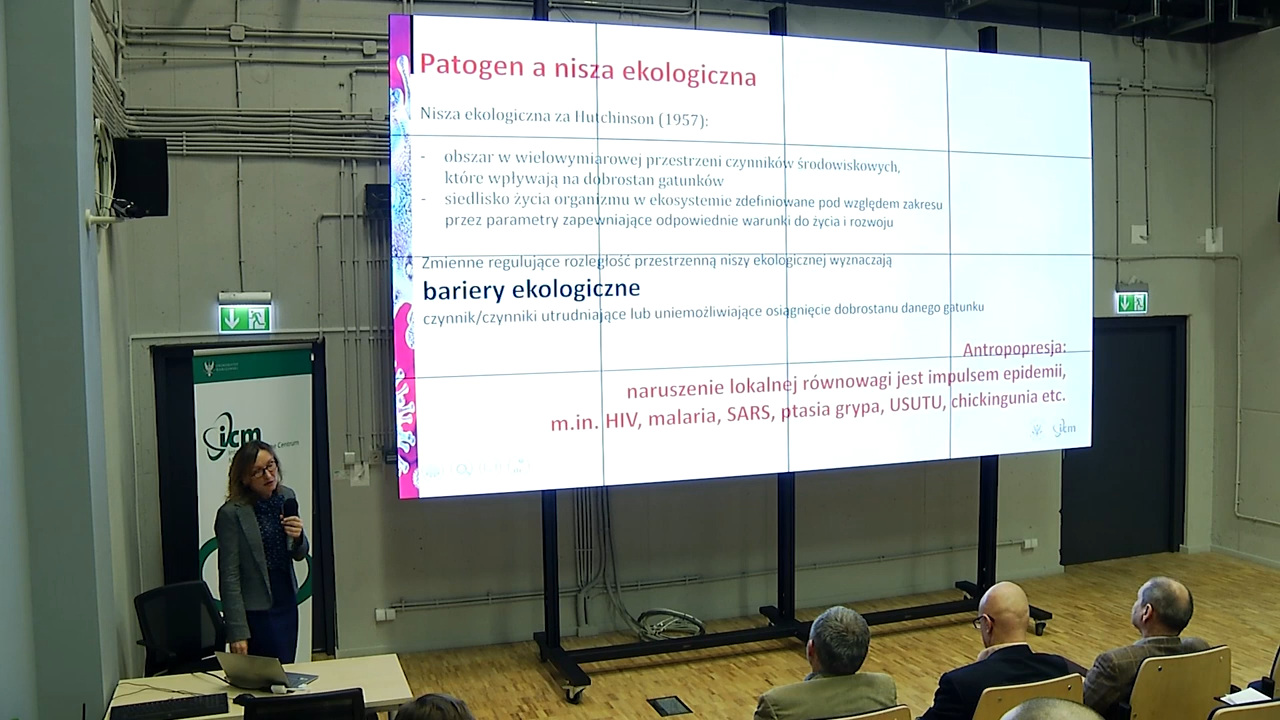 Patogen a nisza ekologiczna
Nisza ekologiczna za Hutchinson (1957):
- obszar w wielowymiarowej przestrzeni czynników środowiskowych,
które wpływają na dobrostan gatunków
- siedlisko życia organizmu w ekosystemie zdefiniowane pod względem zakresu
przez parametry zapewniające odpowiednie warunki do życia i rozwoju
Zmienne regulujące rozległość przestrzenną niszy ekologicznej wyznaczają
bariery ekologiczne
czynnik/czynniki utrudniające lub uniemożliwiające osiągnięcie dobrostanu danego gatunku
Antropopresja:
naruszenie lokalnej równowagi jest impulsem epidemii,
m.in. HIV, malaria, SARS, ptasia grypa, USUTU, chickingunia etc.
icm
icm
Centrum